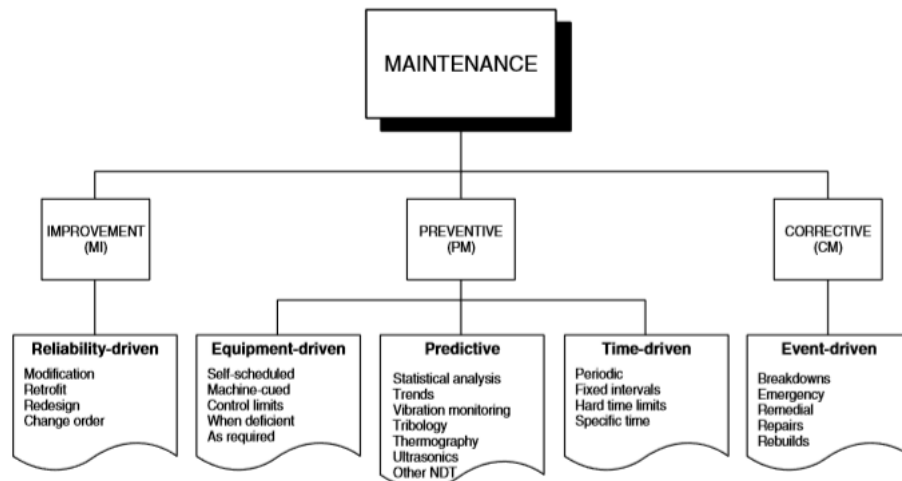 MAINTENANCE
IMPROVEMENT
(MI)
PREVENTIVE
(PM)
CORRECTIVE
(CM)
Reliability-driven
Modification
Retrofit
Redesign
Change order
Equipment-driven
Self-scheduled
Machine-cued
Control limits
When deficient
As required
Predictive
Statistical analysis
Trends
Vibration monitoring
Tribology
Thermography
Ultrasonics
Other NDT
Time-driven
Periodic
Fixed intervals
Hard time limits
Specific time
Event-driven
Breakdowns
Emergency
Remedial
Repairs
Rebuilds